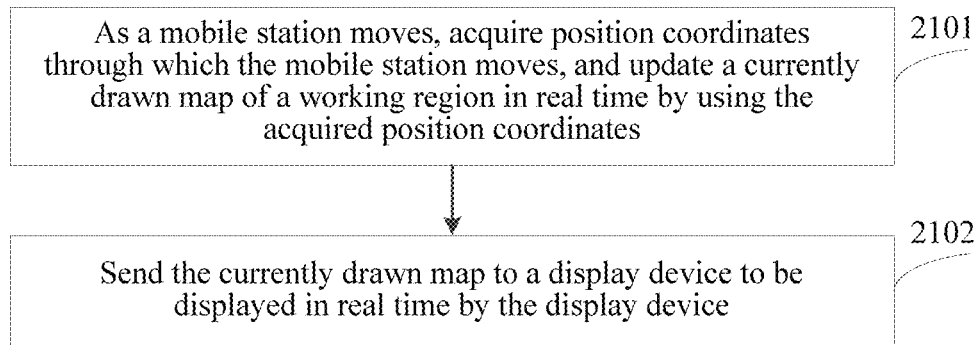 As a mobile station moves, acquire position coordinates
through which the mobile station moves, and update a currently
drawn map of a working region in real time by using the
acquired position coordinates
2101
Send the currently drawn map to a display device to be
displayed in real time by the display device
2102